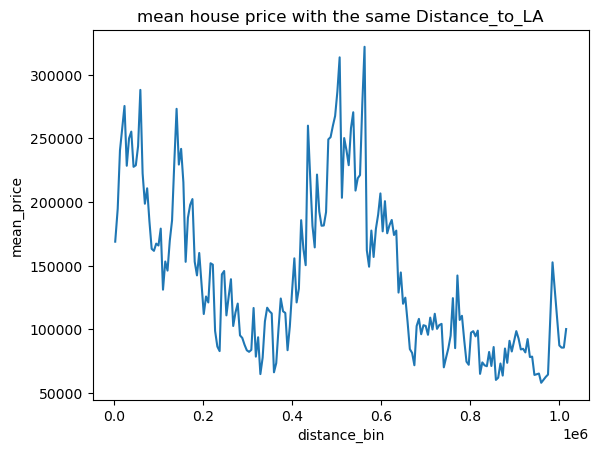 mean house price with the same Distance_to_LA
300000
250000
200000
150000
100000
50000
mean_price
0.0 0.2 0.4 0.6 0.8 1.0
1e6
distance_bin